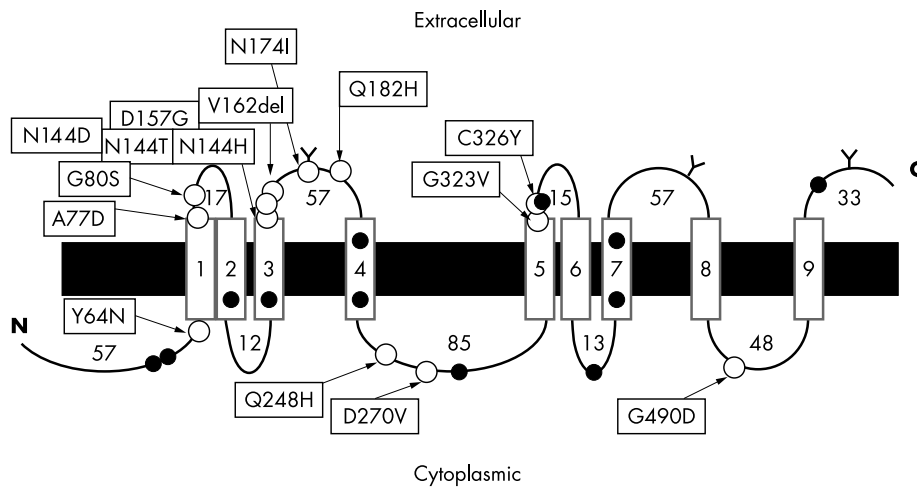 Extracellular
N174I
Q182H
V162del
D157G
N144D
N144T
N144H
C326Y
G80S
G323V
A77D
17
57
15
57
33
C
1
2
3
4
5
6
7
8
9
N
Y64N
57
12
85
13
48
Q248H
D270V
G490D
Cytoplasmic